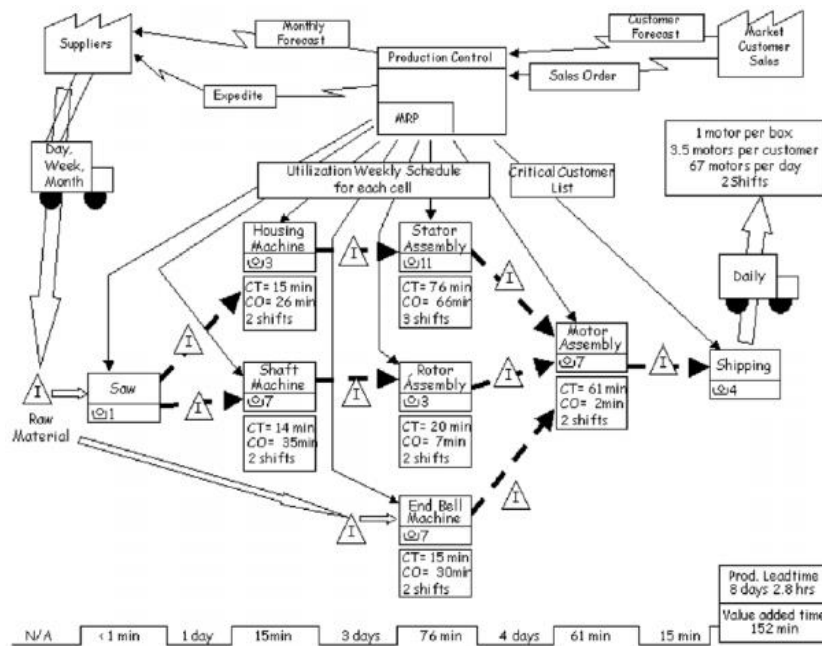 Suppliers
Monthly
Forecast
Expedite
Production Control
MRP
Customer
Forecast
Sales Order
Market
Customer
Sales
Day,
Week,
Month
Utilization Weekly Schedule
for each cell
Critical Customer
List
1 motor per box
3.5 motors per customer
67 motors per day
2 Shifts
Daily
Housing
Machine
3
CT= 15 min
CO= 26 min
2 shifts
I
Stator
Assembly
11
CT= 76 min
CO= 66min
3 shifts
I
I
Raw
Material
Saw
1
I
I
Shaft
Machine
7
CT= 14 min
CO= 35min
2 shifts
I
Rotor
Assembly
3
CT= 20 min
CO= 7min
2 shifts
I
Motor
Assembly
7
CT= 61 min
CO= 2min
2 shifts
I
Shipping
4
I
End Bell
Machine
7
CT= 15 min
CO= 30min
2 shifts
I
Prod. Leadtime
8 days 2.8 hrs
Value added time
152 min
N/A <1 min 1 day 15min 3 days 76 min 4 days 61 min 15 min